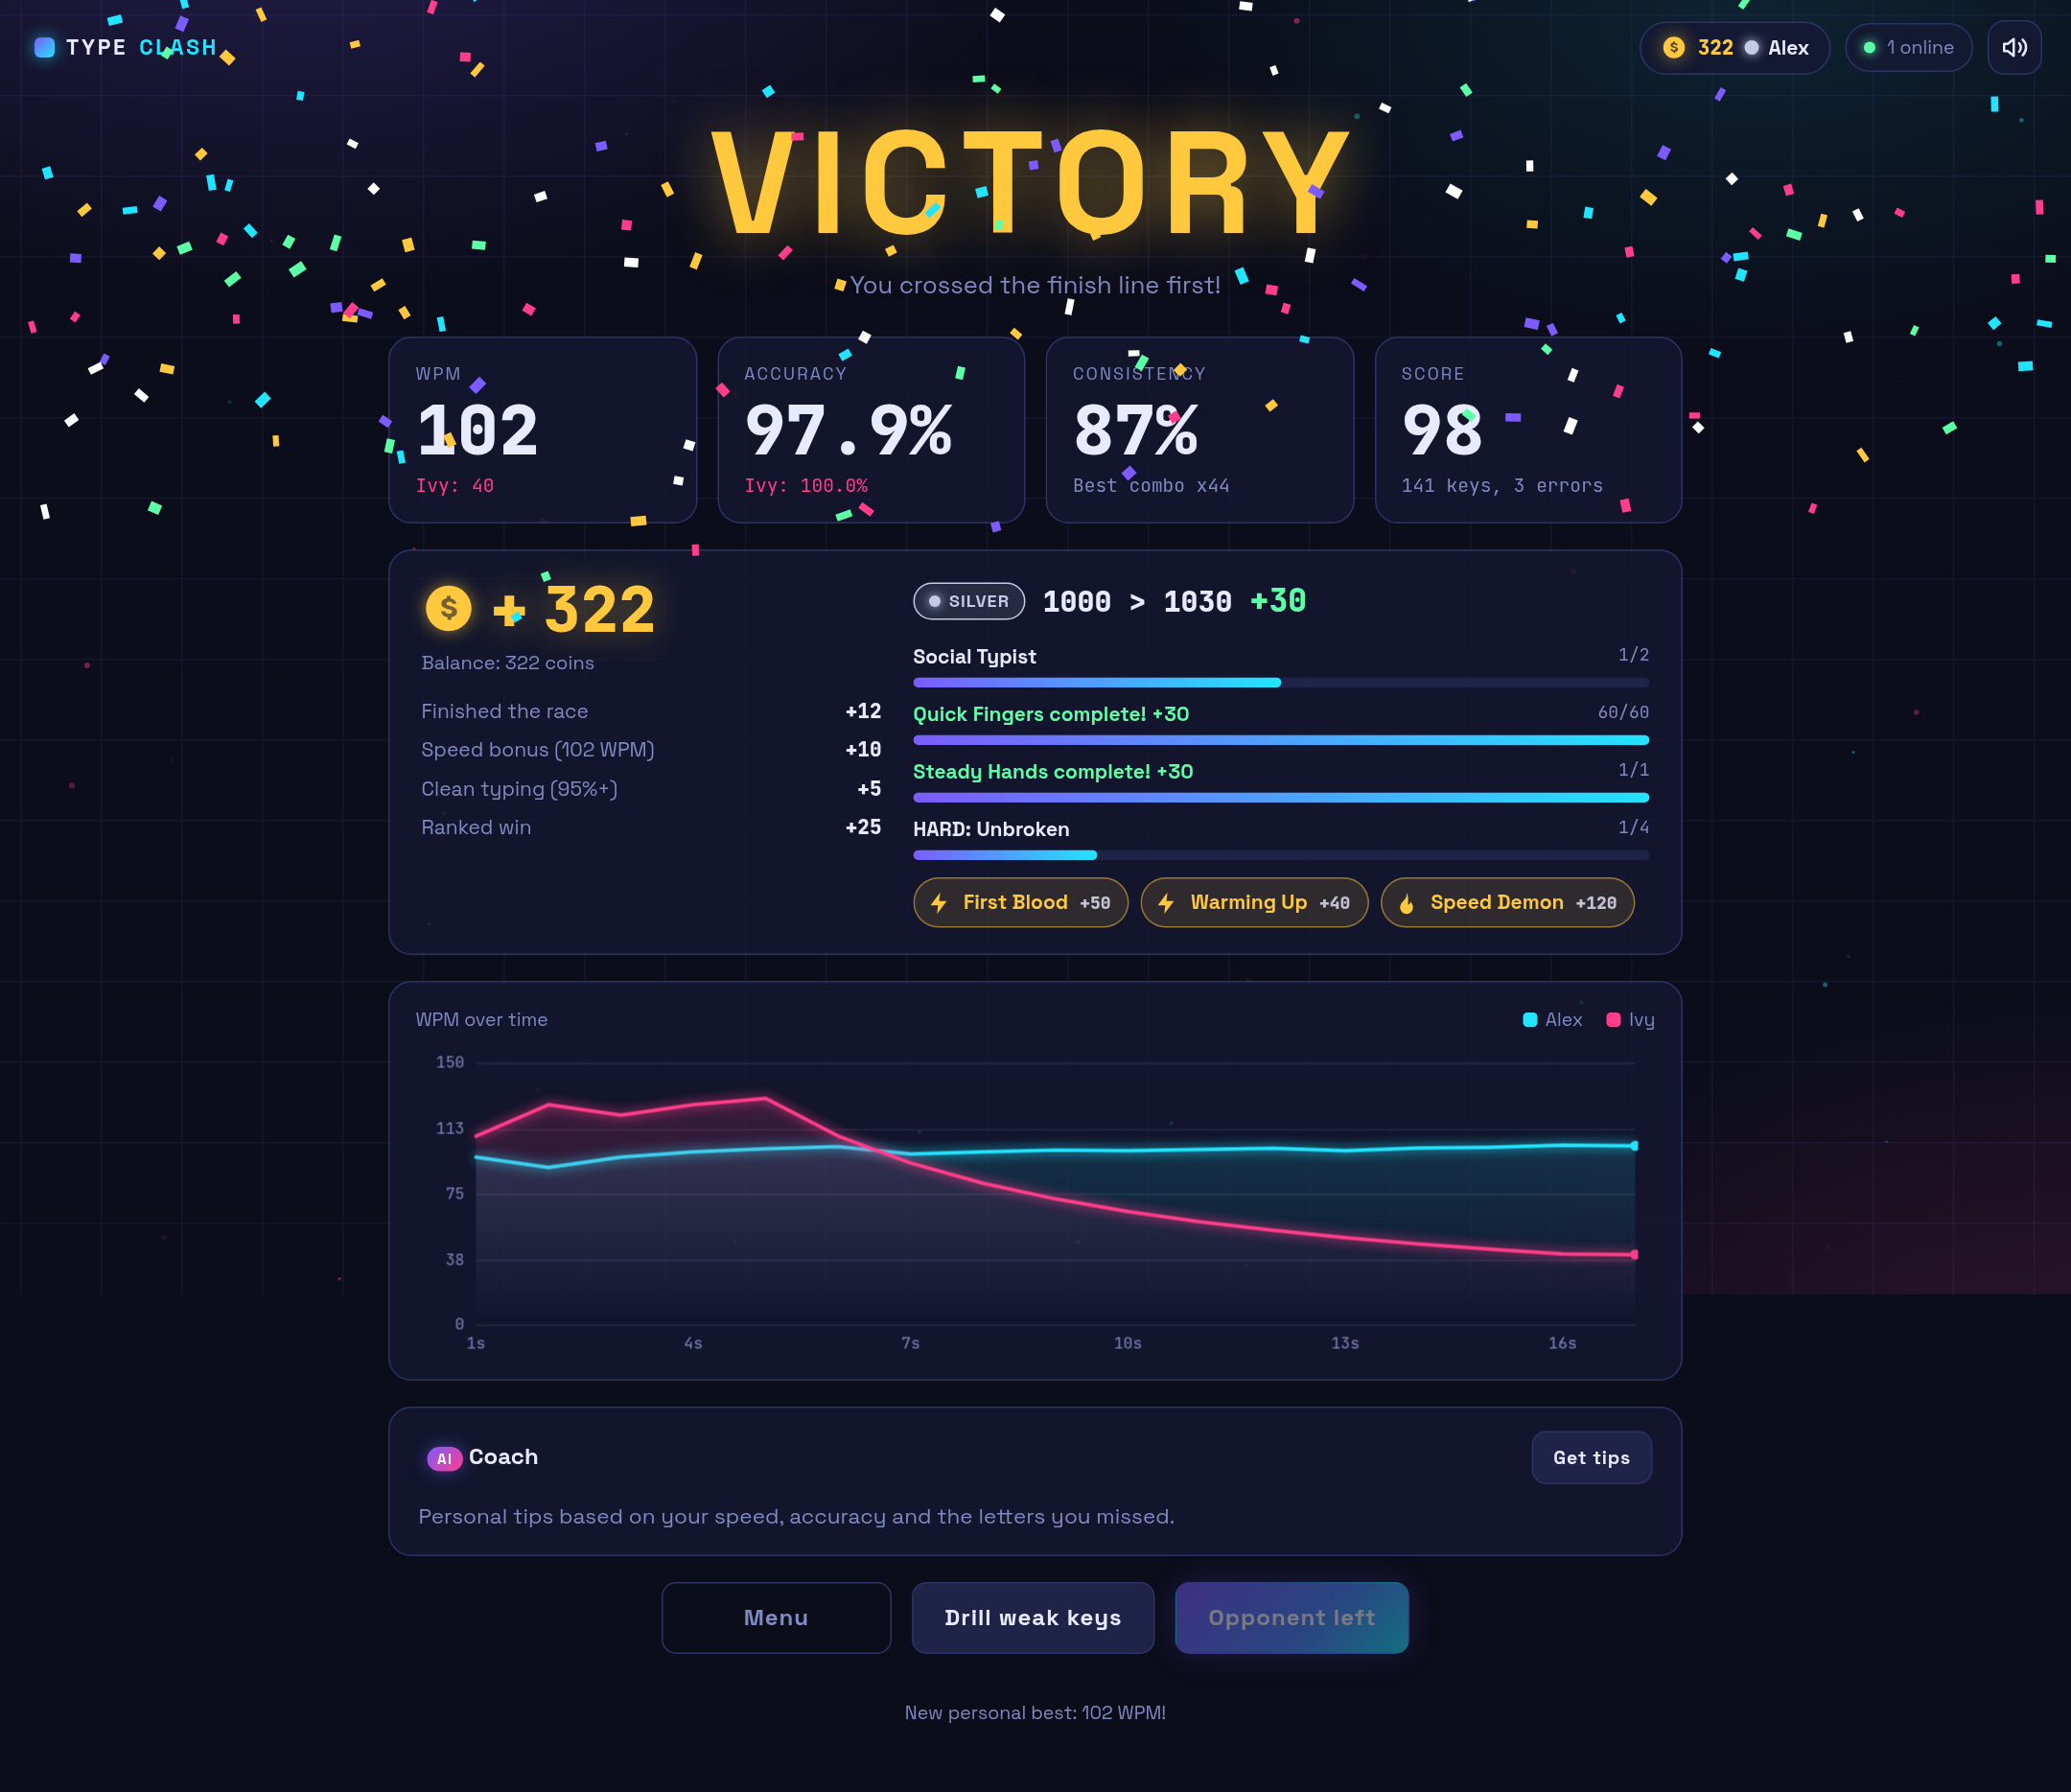 TYPE CLASH
$ 322 Alex
1 online
VICTORY
You crossed the finish line first!
WPM
102
Ivy: 40
ACCURACY
97.9%
Ivy: 100.0%
CONSISTENCY
87%
Best combo x44
SCORE
98
141 keys, 3 errors
$ + 322
Balance: 322 coins
Finished the race +12
Speed bonus (102 WPM) +10
Clean typing (95%+) +5
Ranked win +25
SILVER 1000 > 1030 +30
Social Typist 1/2
Quick Fingers complete! +30 60/60
Steady Hands complete! +30 1/1
HARD: Unbroken 1/4
First Blood +50 Warming Up +40 Speed Demon +120
WPM over time
Alex Ivy
150
113
75
38
0
1s 4s 7s 10s 13s 16s
AI Coach
Get tips
Personal tips based on your speed, accuracy and the letters you missed.
Menu Drill weak keys Opponent left
New personal best: 102 WPM!